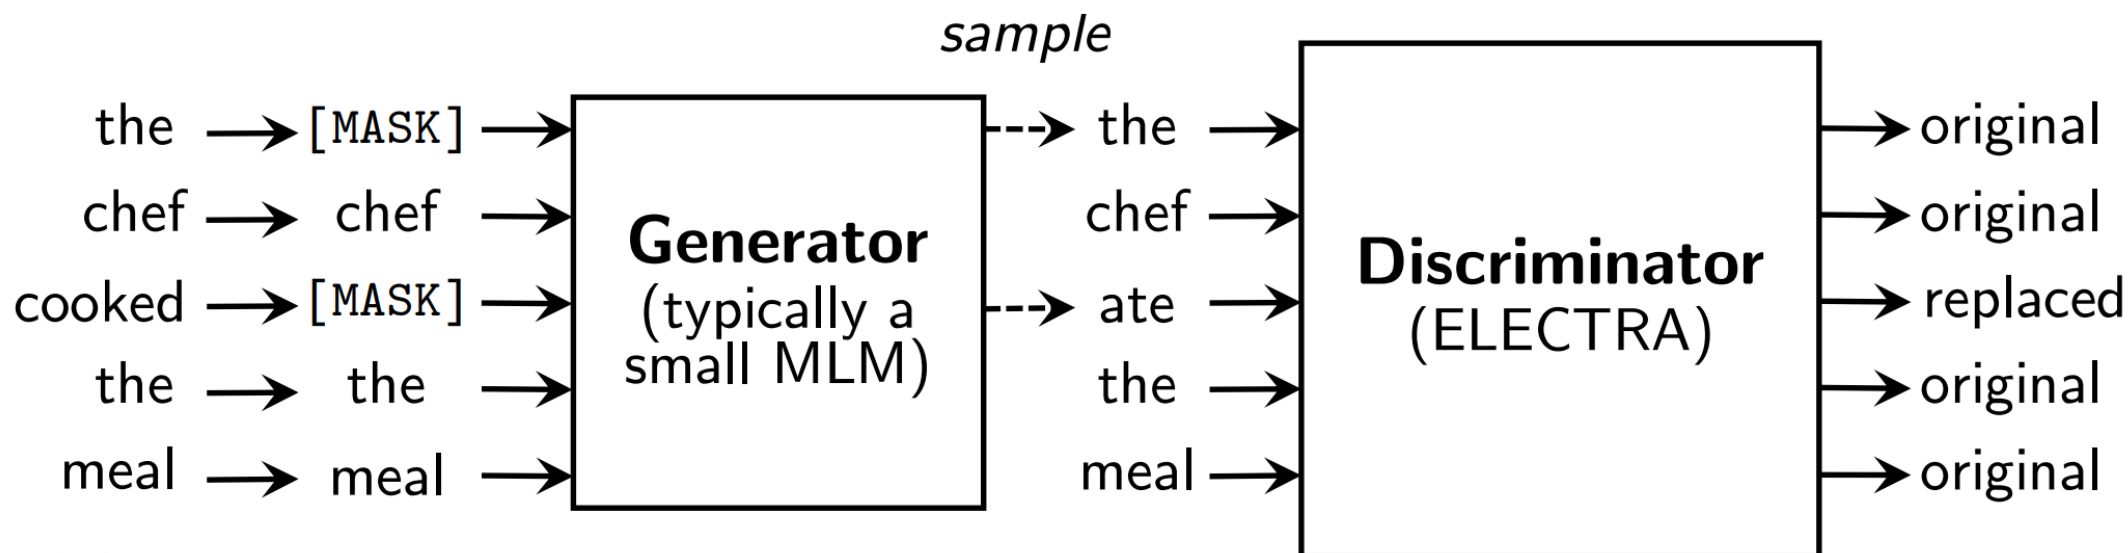 sample
the [MASK] the original
chef chef chef original
Generator
(typically a
small MLM)
Discriminator
(ELECTRA)
cooked [MASK] ate replaced
the the the original
meal meal meal original